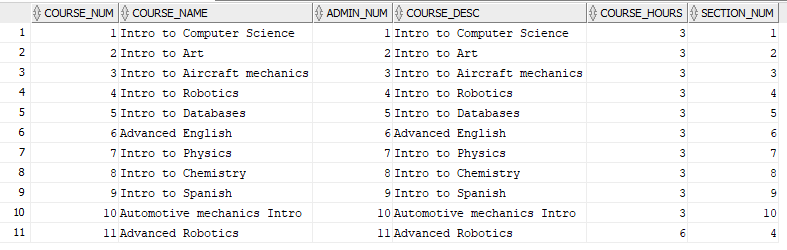 COURSE_NUM COURSE_NAME ADMIN_NUM COURSE_DESC COURSE_HOURS SECTION_NUM
1 1 Intro to Computer Science 1 Intro to Computer Science 3 1
2 2 Intro to Art 2 Intro to Art 3 2
3 3 Intro to Aircraft mechanics 3 Intro to Aircraft mechanics 3 3
4 4 Intro to Robotics 4 Intro to Robotics 3 4
5 5 Intro to Databases 5 Intro to Databases 3 5
6 6 Advanced English 6 Advanced English 3 6
7 7 Intro to Physics 7 Intro to Physics 3 7
8 8 Intro to Chemistry 8 Intro to Chemistry 3 8
9 9 Intro to Spanish 9 Intro to Spanish 3 9
10 10 Automotive mechanics Intro 10 Automotive mechanics Intro 3 10
11 11 Advanced Robotics 11 Advanced Robotics 6 4